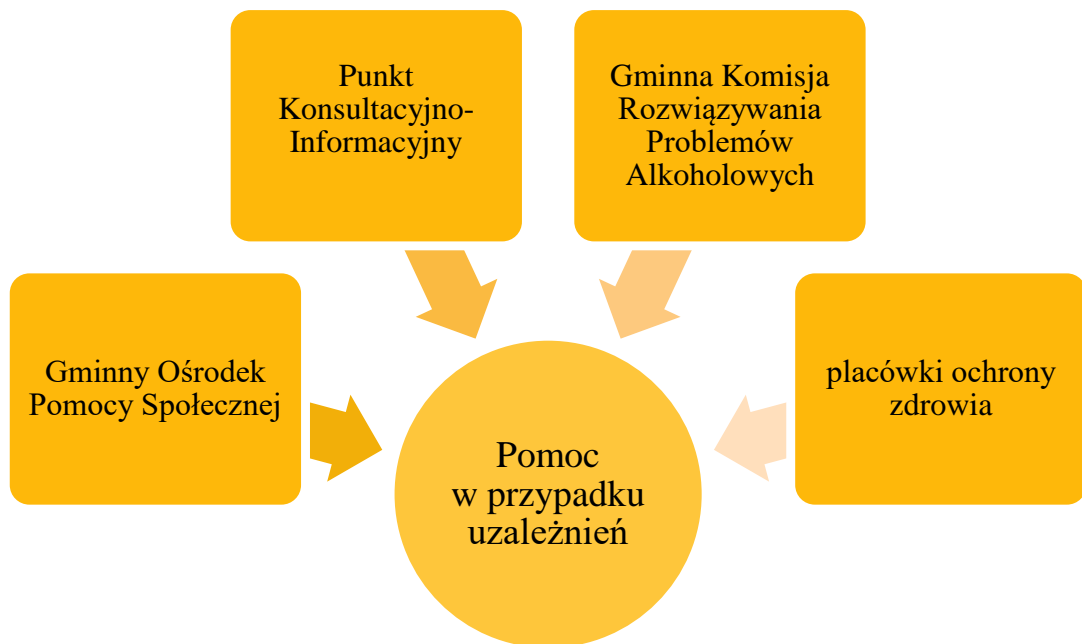 Punkt
Konsultacyjno-
Informacyjny
Gminna Komisja
Rozwiązywania
Problemów
Alkoholowych
Gminny Ośrodek
Pomocy Społecznej
placówki ochrony
zdrowia
Pomoc
w przypadku
uzależnień